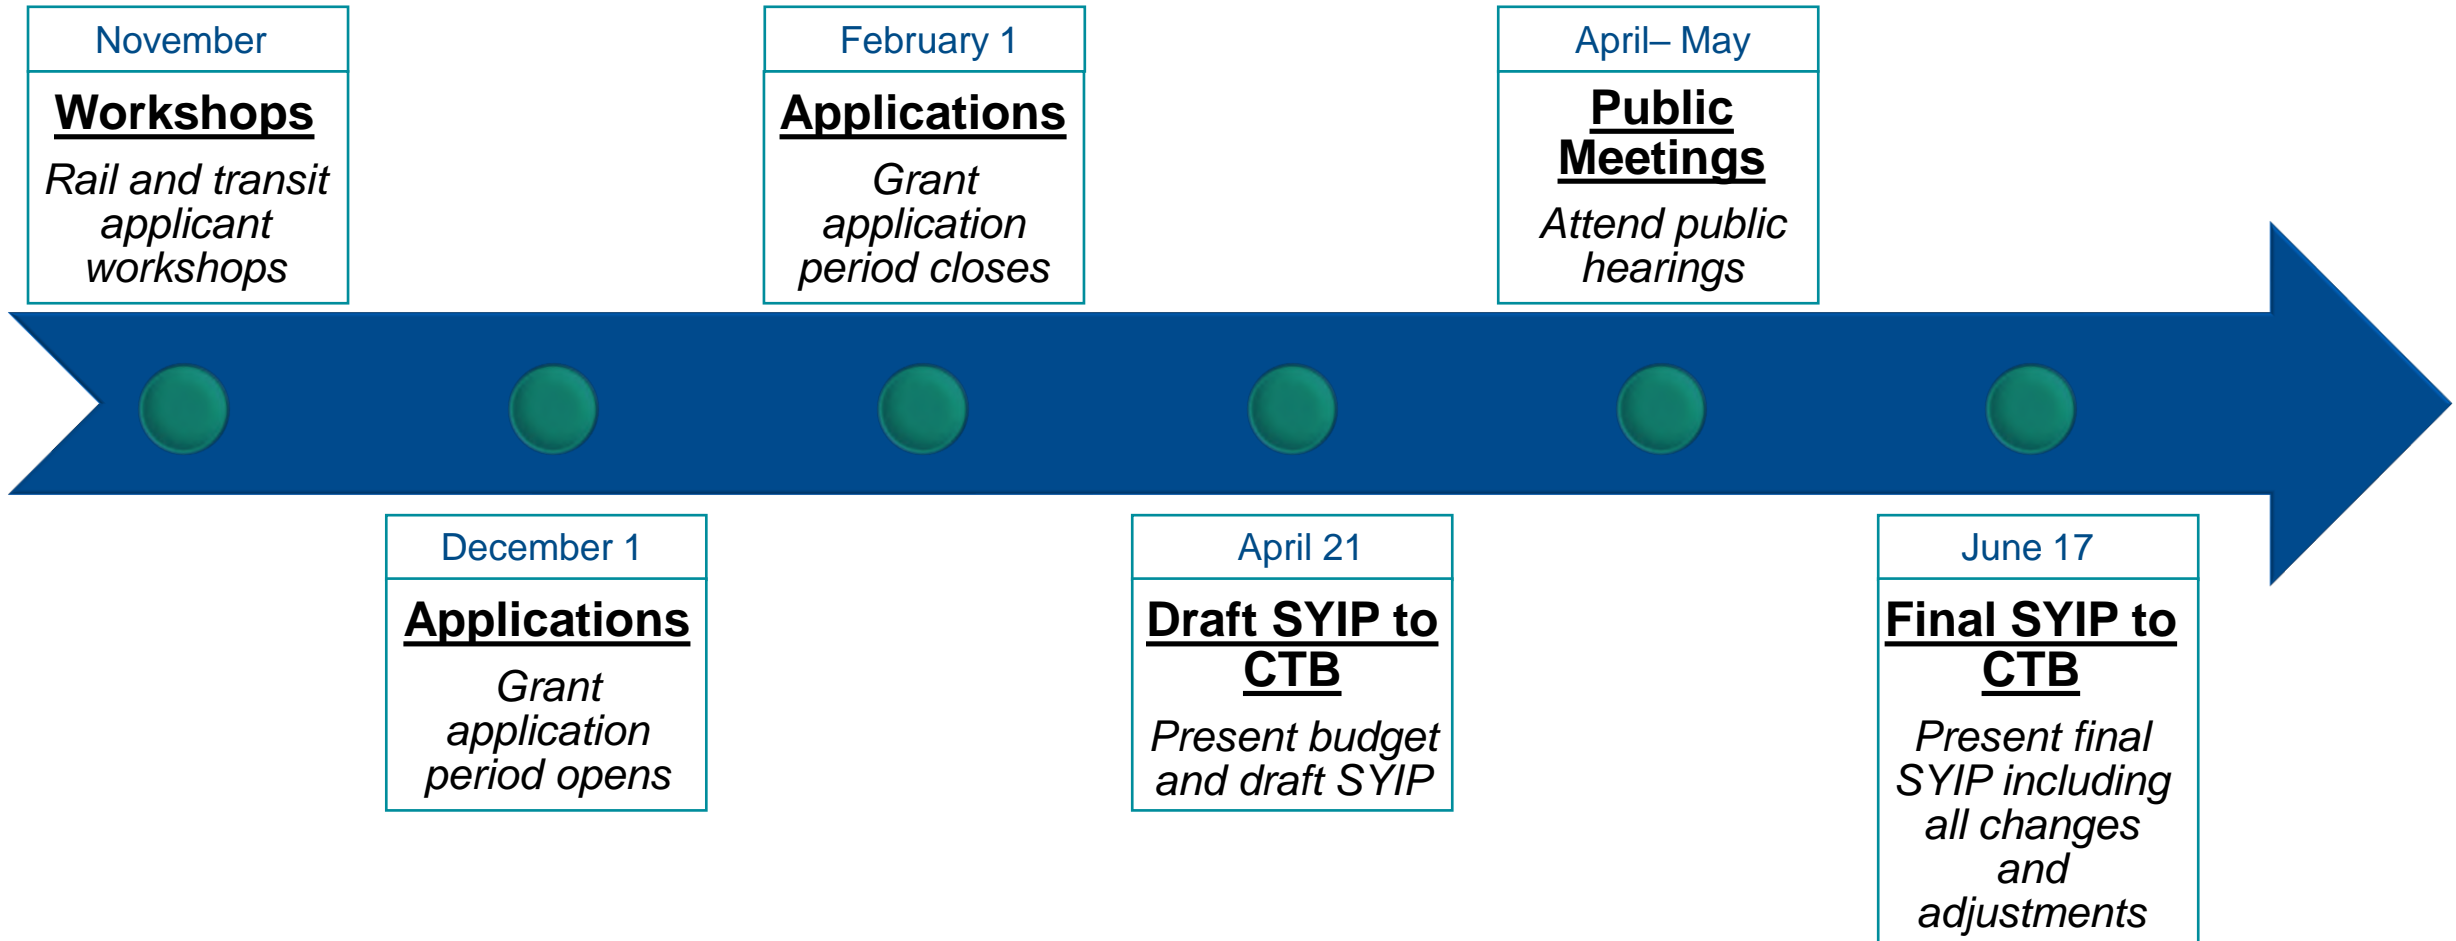 November
Workshops
Rail and transit
applicant
workshops
December 1
Applications
Grant
application
period opens
February 1
Applications
Grant
application
period closes
April 21
Draft SYIP to
CTB
Present budget
and draft SYIP
April– May
Public
Meetings
Attend public
hearings
June 17
Final SYIP to
CTB
Present final
SYIP including
all changes
and
adjustments